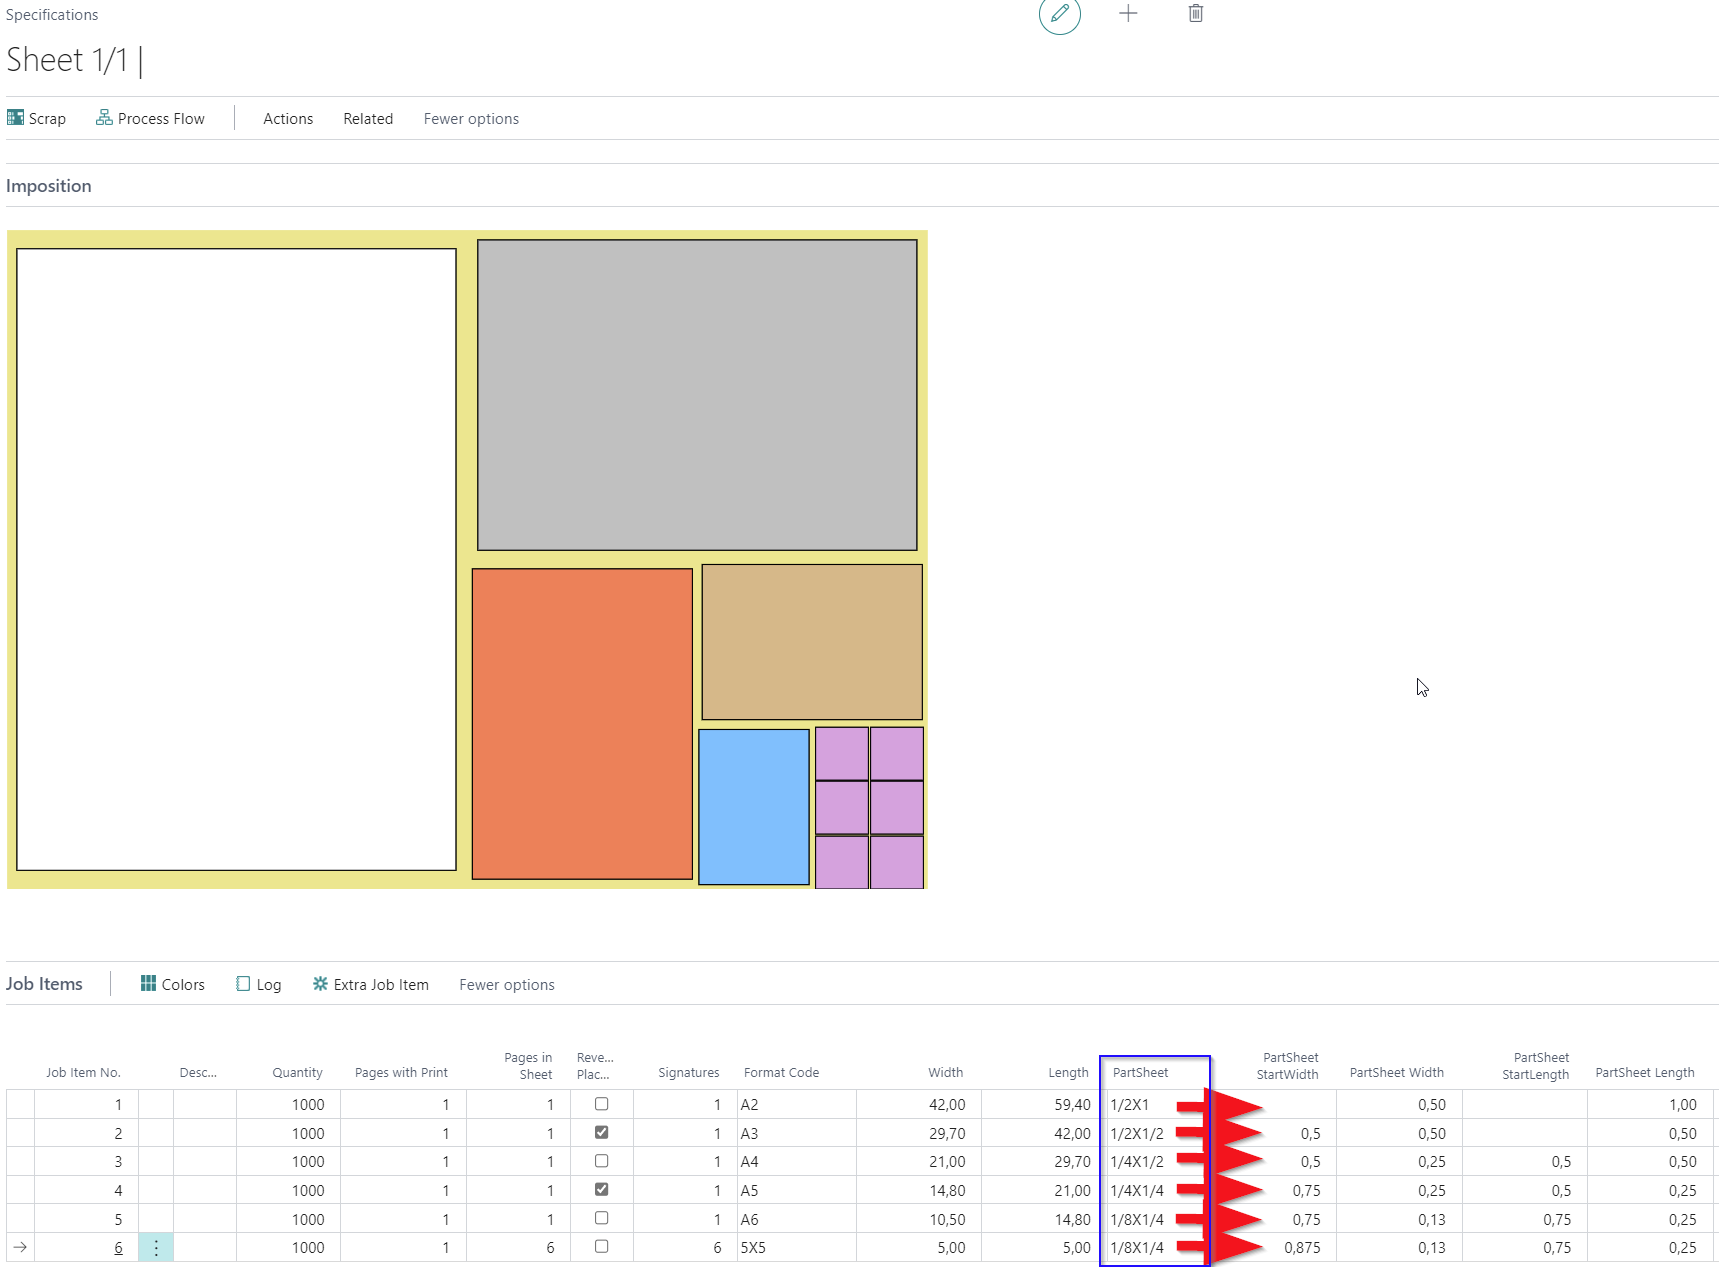 Specifications
Sheet 1/1 |
Scrap Process Flow Actions Related Fewer options
Imposition
Job Items Colors Log Extra Job Item Fewer options
Job Item No. Desc... Quantity Pages with Print Pages in Sheet Reve... Plac... Signatures Format Code Width Length PartSheet PartSheet StartWidth PartSheet Width PartSheet StartLength PartSheet Length
1 1000 1 1 1 A2 42,00 59,40 1/2X1 0,50 1,00
2 1000 1 1 1 A3 29,70 42,00 1/2X1/2 0,5 0,50 0,50
3 1000 1 1 1 A4 21,00 29,70 1/4X1/2 0,5 0,25 0,5 0,50
4 1000 1 1 1 A5 14,80 21,00 1/4X1/4 0,75 0,25 0,5 0,25
5 1000 1 1 1 A6 10,50 14,80 1/8X1/4 0,75 0,13 0,75 0,25
6 1000 1 6 6 5X5 5,00 5,00 1/8X1/4 0,875 0,13 0,75 0,25